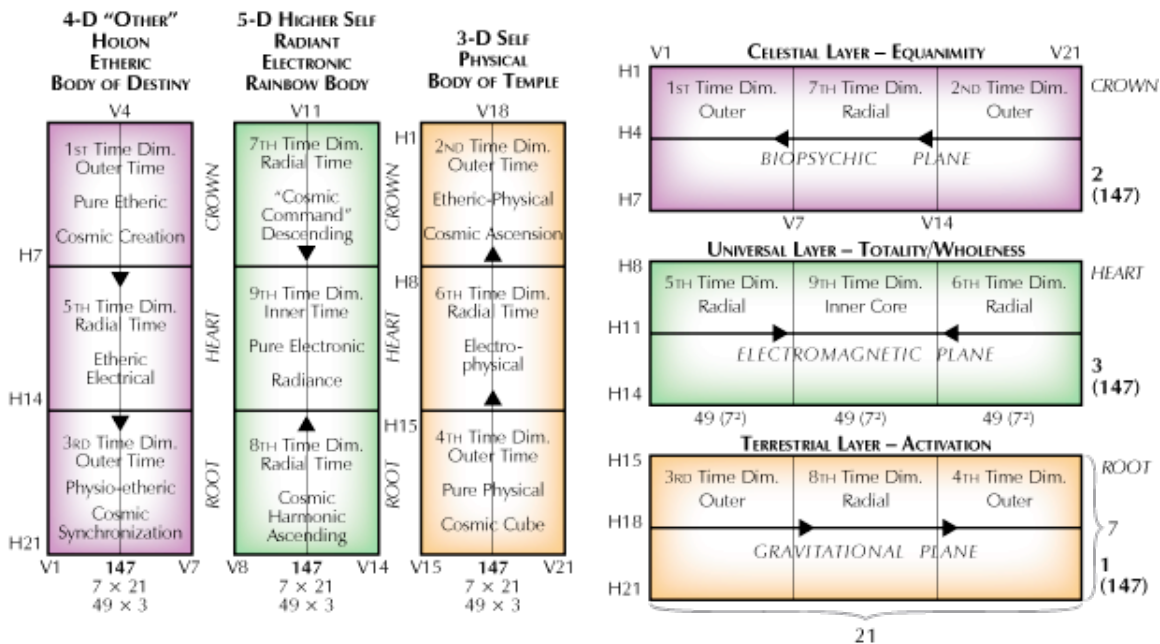 4-D “OTHER”
HOLON
ETHERIC
BODY OF DESTINY
V4
1ST Time Dim.
Outer Time
Pure Etheric
Cosmic Creation
CROWN
H7
5TH Time Dim.
Radial Time
Etheric
Electrical
HEART
H14
3RD Time Dim.
Outer Time
Physio-etheric
Cosmic
Synchronization
ROOT
H21
V1 147 V7
7 × 21
49 × 3
5-D HIGHER SELF
RADIANT
ELECTRONIC
RAINBOW BODY
V11
7TH Time Dim.
Radial Time
“Cosmic
Command”
Descending
CROWN
9TH Time Dim.
Inner Time
Pure Electronic
Radiance
HEART
8TH Time Dim.
Radial Time
Cosmic
Harmonic
Ascending
ROOT
V8 147 V14
7 × 21
49 × 3
3-D SELF
PHYSICAL
BODY OF TEMPLE
V18
H1
2ND Time Dim.
Outer Time
Etheric-Physical
Cosmic Ascension
H8
6TH Time Dim.
Radial Time
Electro-
physical
H15
4TH Time Dim.
Outer Time
Pure Physical
Cosmic Cube
V15 147 V21
7 × 21
49 × 3
CELESTIAL LAYER – EQUANIMITY
V1 V21
H1
1ST Time Dim. 7TH Time Dim. 2ND Time Dim.
Outer Radial Outer
CROWN
H4
BIOPSYCHIC PLANE
2
(147)
H7
V7 V14
UNIVERSAL LAYER – TOTALITY/WHOLENESS
H8
5TH Time Dim. 9TH Time Dim. 6TH Time Dim.
Radial Inner Core Radial
HEART
H11
ELECTROMAGNETIC PLANE
3
(147)
H14
49 (7²) 49 (7²) 49 (7²)
TERRESTRIAL LAYER – ACTIVATION
H15
3RD Time Dim. 8TH Time Dim. 4TH Time Dim.
Outer Radial Outer
ROOT
H18
7
GRAVITATIONAL PLANE
1
(147)
H21
21